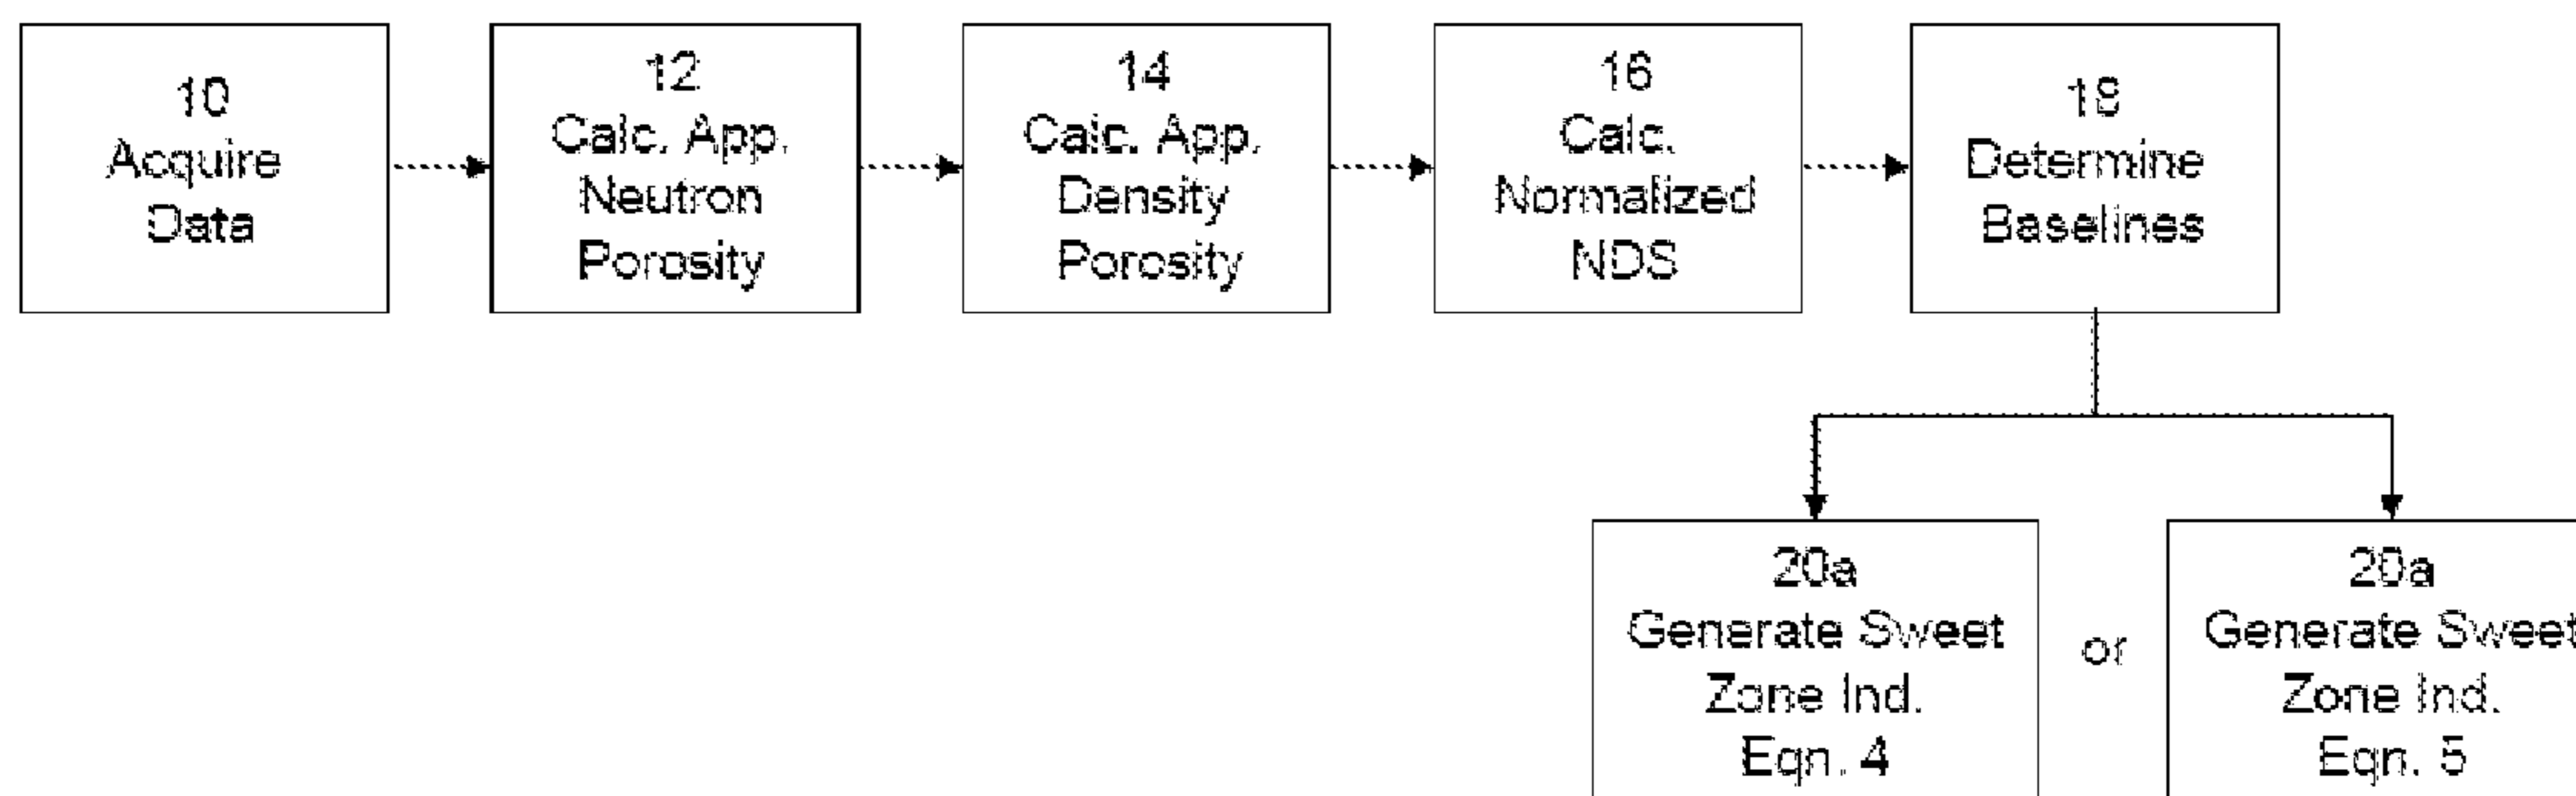 10
Acquire
Data
12
Calc. App.
Neutron
Porosity
14
Calc. App.
Density
Porosity
16
Calc.
Normalized
NDS
18
Determine
Baselines
20a
Generate Sweet
Zone Ind.
Eqn. 4
or
20a
Generate Sweet
Zone Ind.
Eqn. 5